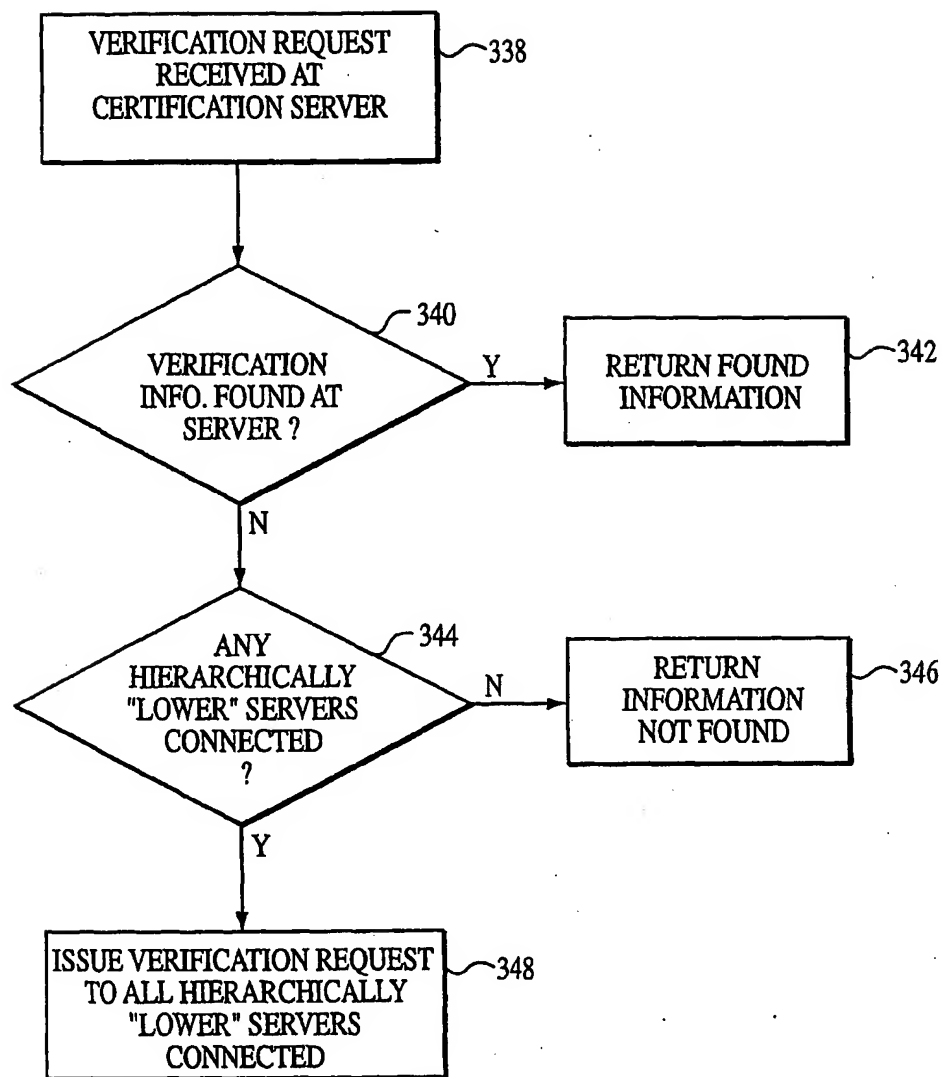 VERIFICATION REQUEST
RECEIVED AT
CERTIFICATION SERVER
338
340
VERIFICATION
INFO. FOUND AT
SERVER ?
Y
RETURN FOUND
INFORMATION
342
N
344
ANY
HIERARCHICALLY
"LOWER" SERVERS
CONNECTED
?
N
RETURN
INFORMATION
NOT FOUND
346
Y
ISSUE VERIFICATION REQUEST
TO ALL HIERARCHICALLY
"LOWER" SERVERS
CONNECTED
348